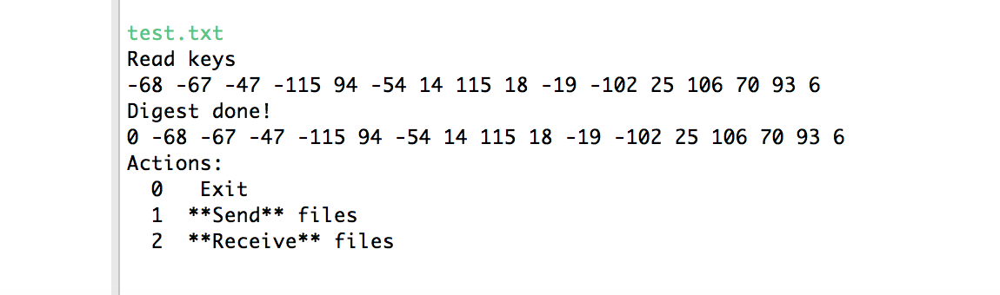 test.txt
Read keys
-68 -67 -47 -115 94 -54 14 115 18 -19 -102 25 106 70 93 6
Digest done!
0 -68 -67 -47 -115 94 -54 14 115 18 -19 -102 25 106 70 93 6
Actions:
  0   Exit
  1  **Send** files
  2  **Receive** files